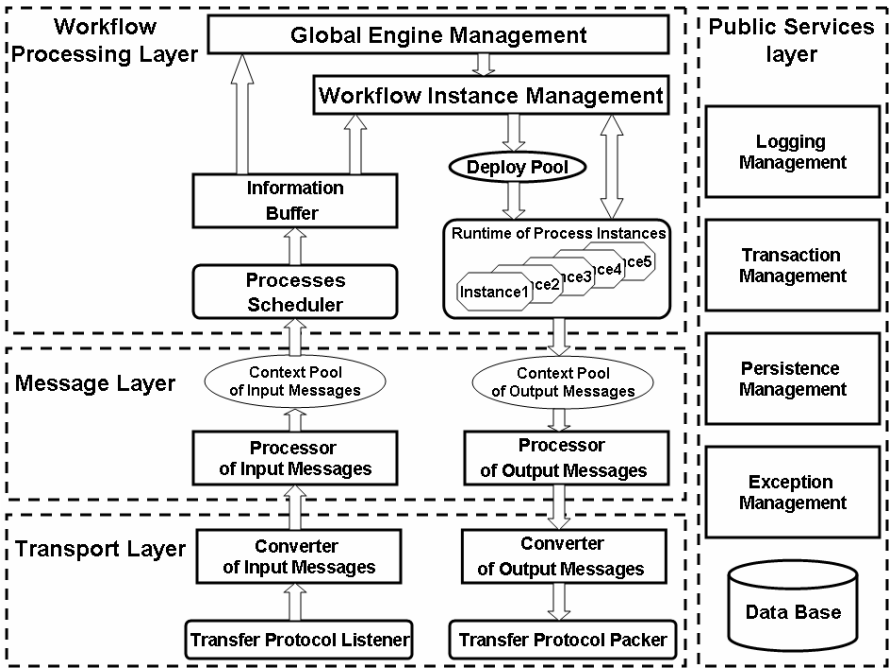 Workflow
Processing Layer
Global Engine Management
Workflow Instance Management
Deploy Pool
Information
Buffer
Runtime of Process Instances
Instance1
nce2
nce3
nce4
nce5
Processes
Scheduler
Message Layer
Context Pool
of Input Messages
Context Pool
of Output Messages
Processor
of Input Messages
Processor
of Output Messages
Transport Layer
Converter
of Input Messages
Converter
of Output Messages
Transfer Protocol Listener
Transfer Protocol Packer
Public Services
layer
Logging
Management
Transaction
Management
Persistence
Management
Exception
Management
Data Base